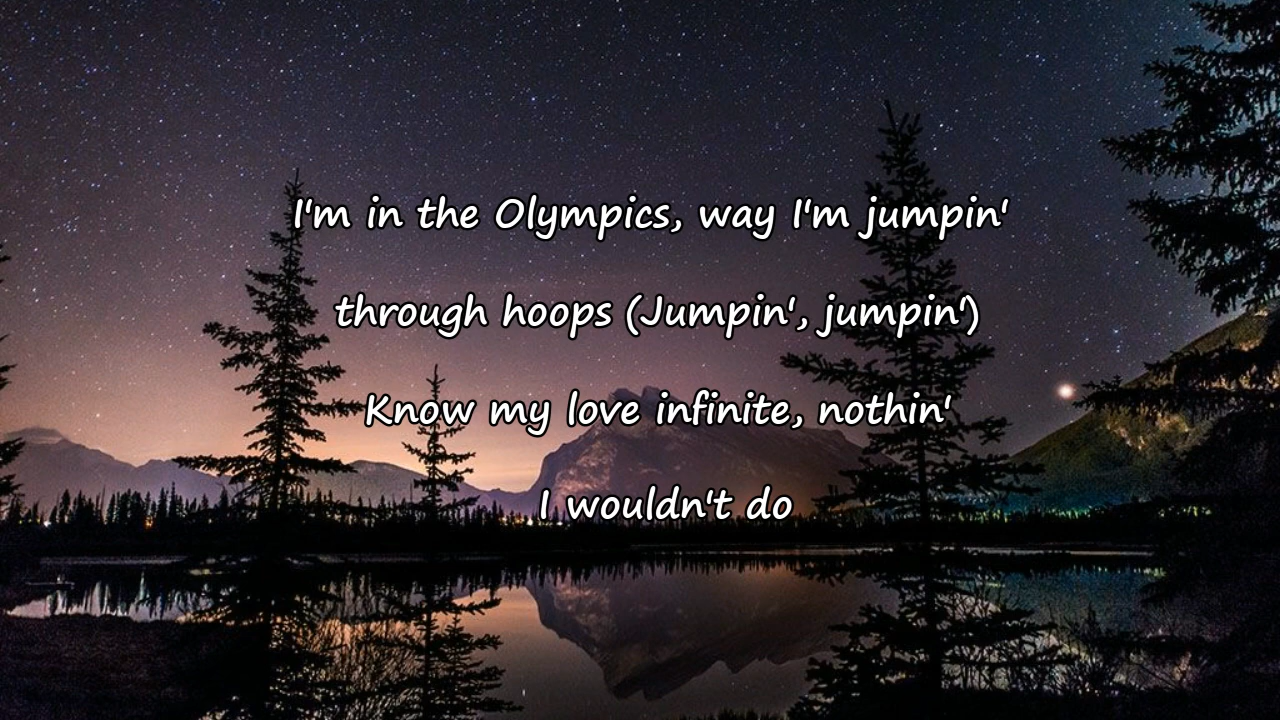 I'm in the Olympics, way I'm jumpin'
through hoops (Jumpin', jumpin')
Know my love infinite, nothin'
I wouldn't do